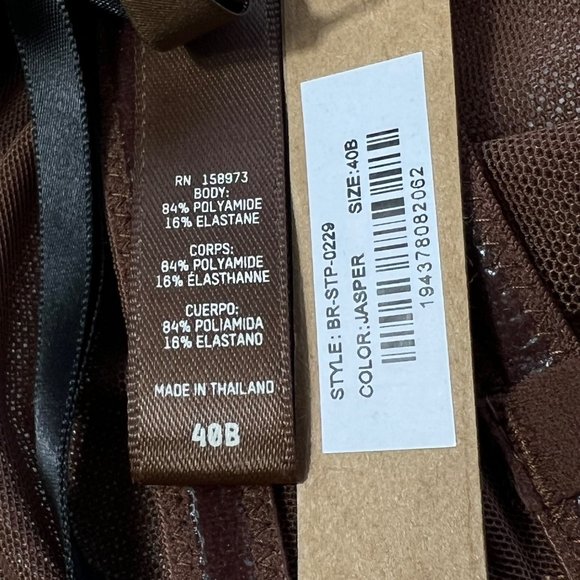 RN 158973
BODY:
84% POLYAMIDE
16% ELASTANE
CORPS:
84% POLYAMIDE
16% ÉLASTHANNE
CUERPO:
84% POLIAMIDA
16% ELASTANO
MADE IN THAILAND
40B
STYLE: BR-STP-0229
COLOR:JASPER SIZE:40B
194378082062